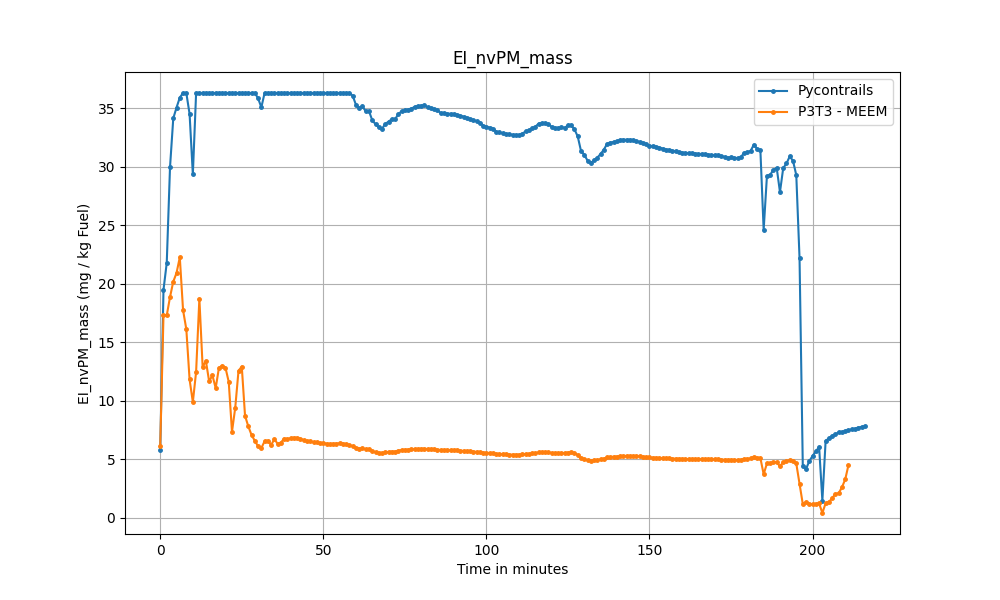 EI_nvPM_mass
Pycontrails
P3T3 - MEEM
EI_nvPM_mass (mg / kg Fuel)
35
30
25
20
15
10
5
0
0 50 100 150 200
Time in minutes